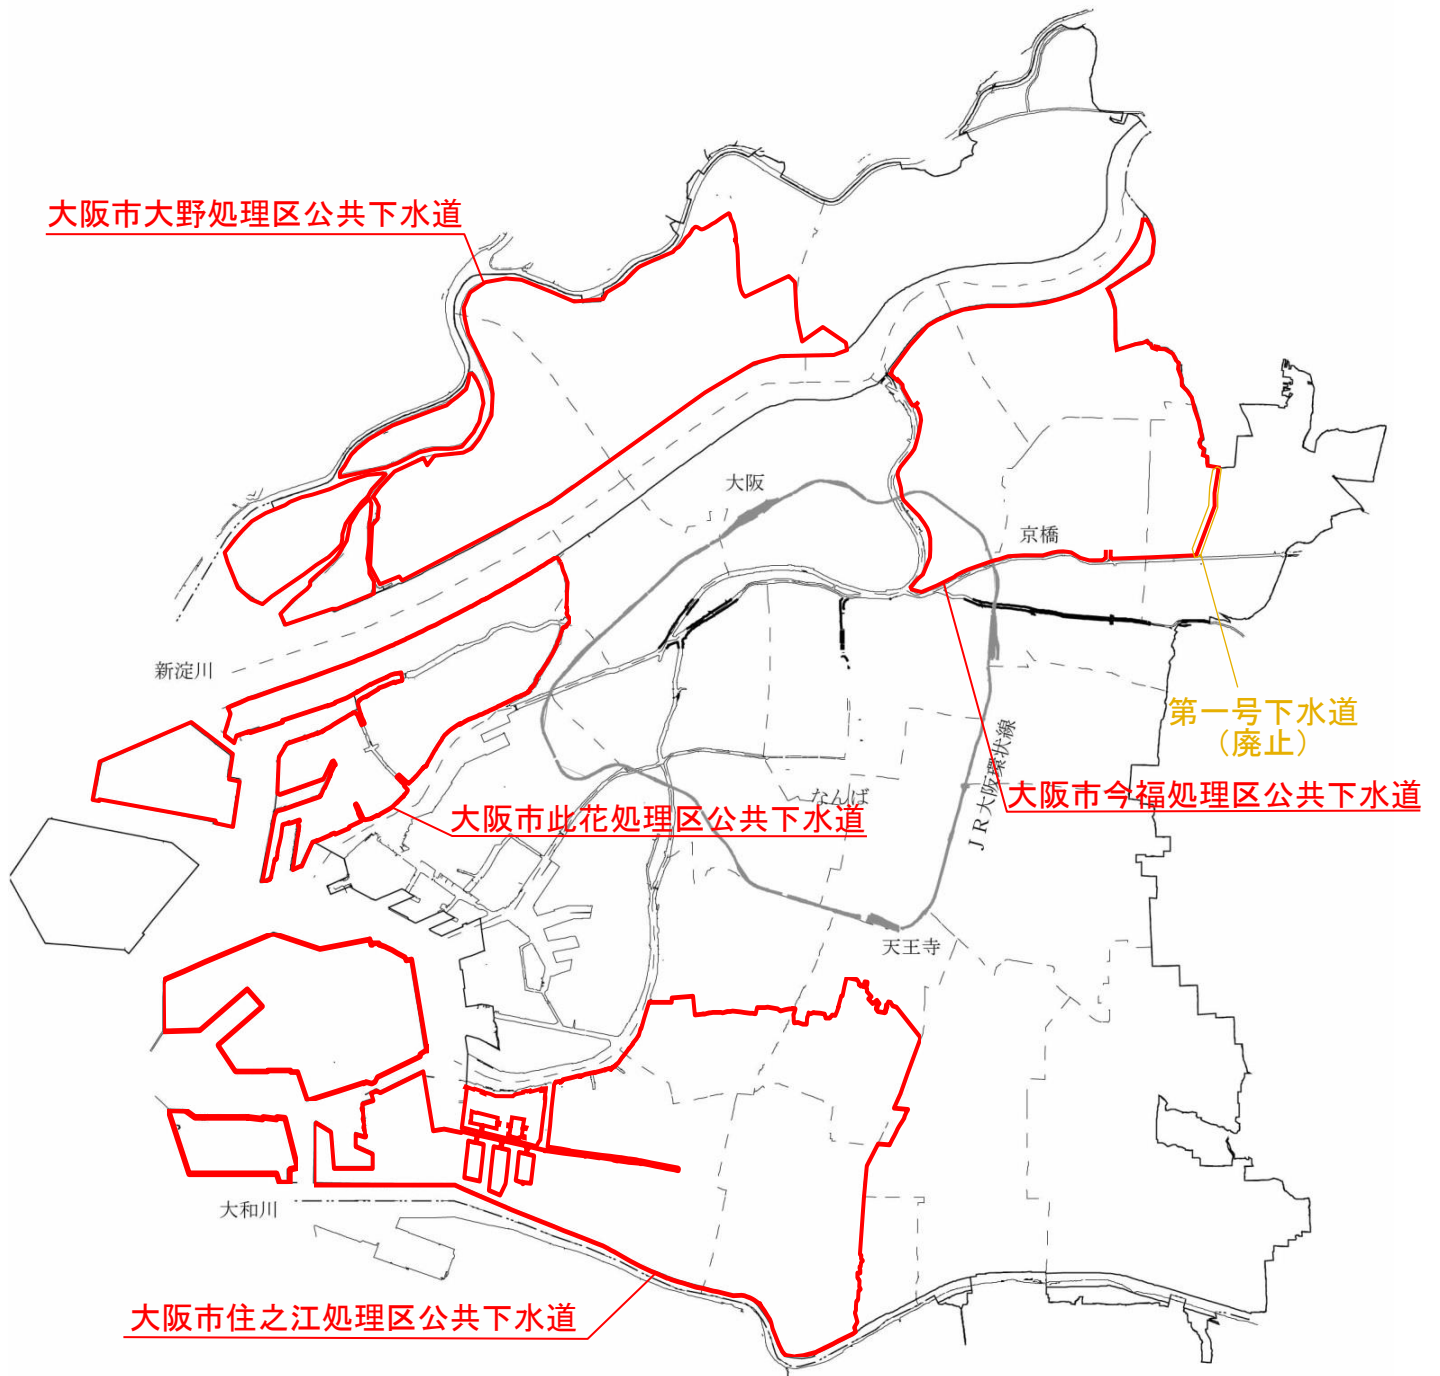 大阪市大野処理区公共下水道
大阪
京橋
新淀川
第一号下水道
（廃止）
JR大阪環状線
大阪市今福処理区公共下水道
なんば
大阪市此花処理区公共下水道
天王寺
大和川
大阪市住之江処理区公共下水道